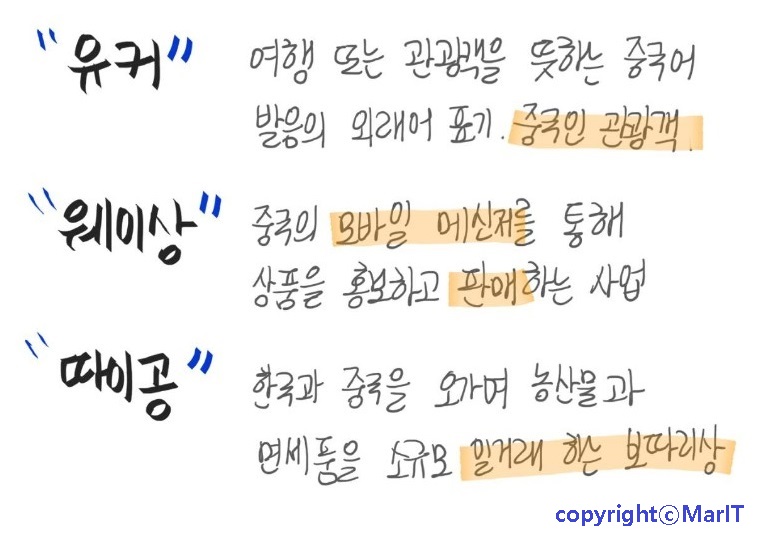 "유커" 여행 또는 관광객을 뜻하는 중국어
발음의 외래어 표기. 중국인 관광객.
"웨이상" 중국의 모바일 메신저를 통해
상품을 홍보하고 판매하는 사업
"따이공" 한국과 중국을 오가며 농산물과
면세품을 소규모 밀거래 하는 보따리상
copyrightⓒMarIT